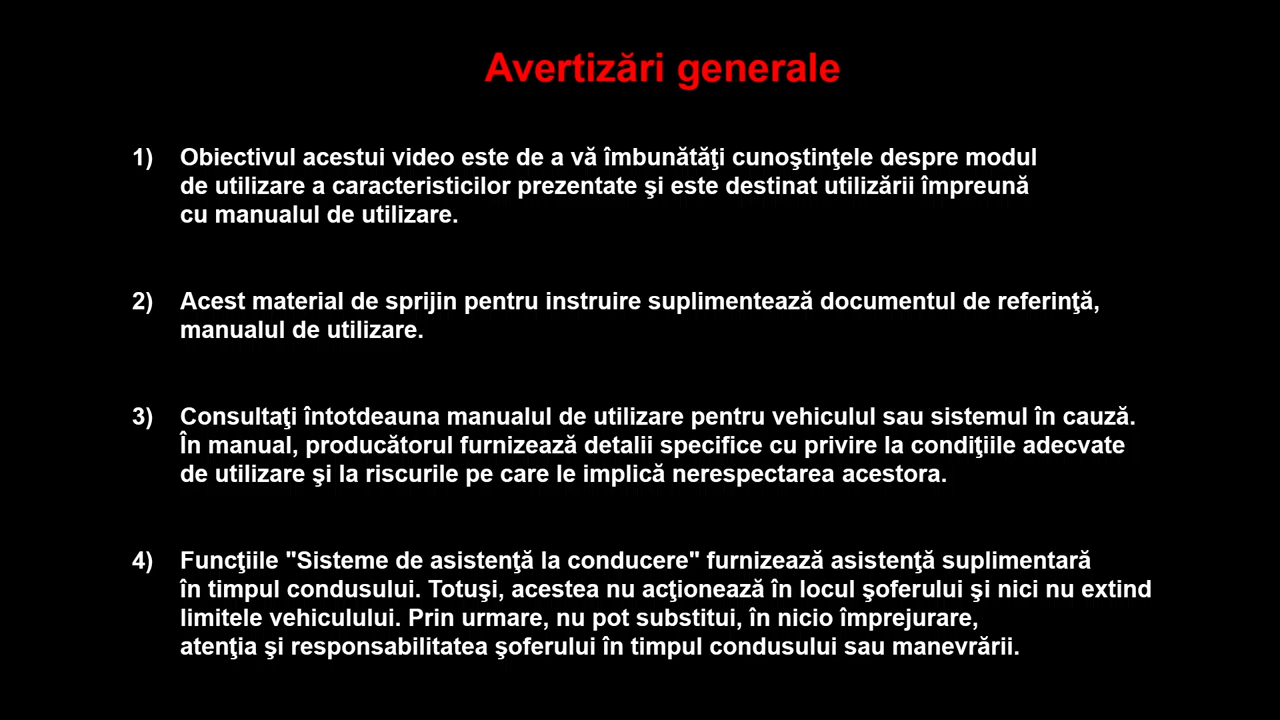 Avertizări generale
1) Obiectivul acestui video este de a vă îmbunătăţi cunoştinţele despre modul
de utilizare a caracteristicilor prezentate şi este destinat utilizării împreună
cu manualul de utilizare.
2) Acest material de sprijin pentru instruire suplimentează documentul de referinţă,
manualul de utilizare.
3) Consultaţi întotdeauna manualul de utilizare pentru vehiculul sau sistemul în cauză.
În manual, producătorul furnizează detalii specifice cu privire la condiţiile adecvate
de utilizare şi la riscurile pe care le implică nerespectarea acestora.
4) Funcţiile "Sisteme de asistenţă la conducere" furnizează asistenţă suplimentară
în timpul condusului. Totuşi, acestea nu acţionează în locul şoferului şi nici nu extind
limitele vehiculului. Prin urmare, nu pot substitui, în nicio împrejurare,
atenţia şi responsabilitatea şoferului în timpul condusului sau manevrării.